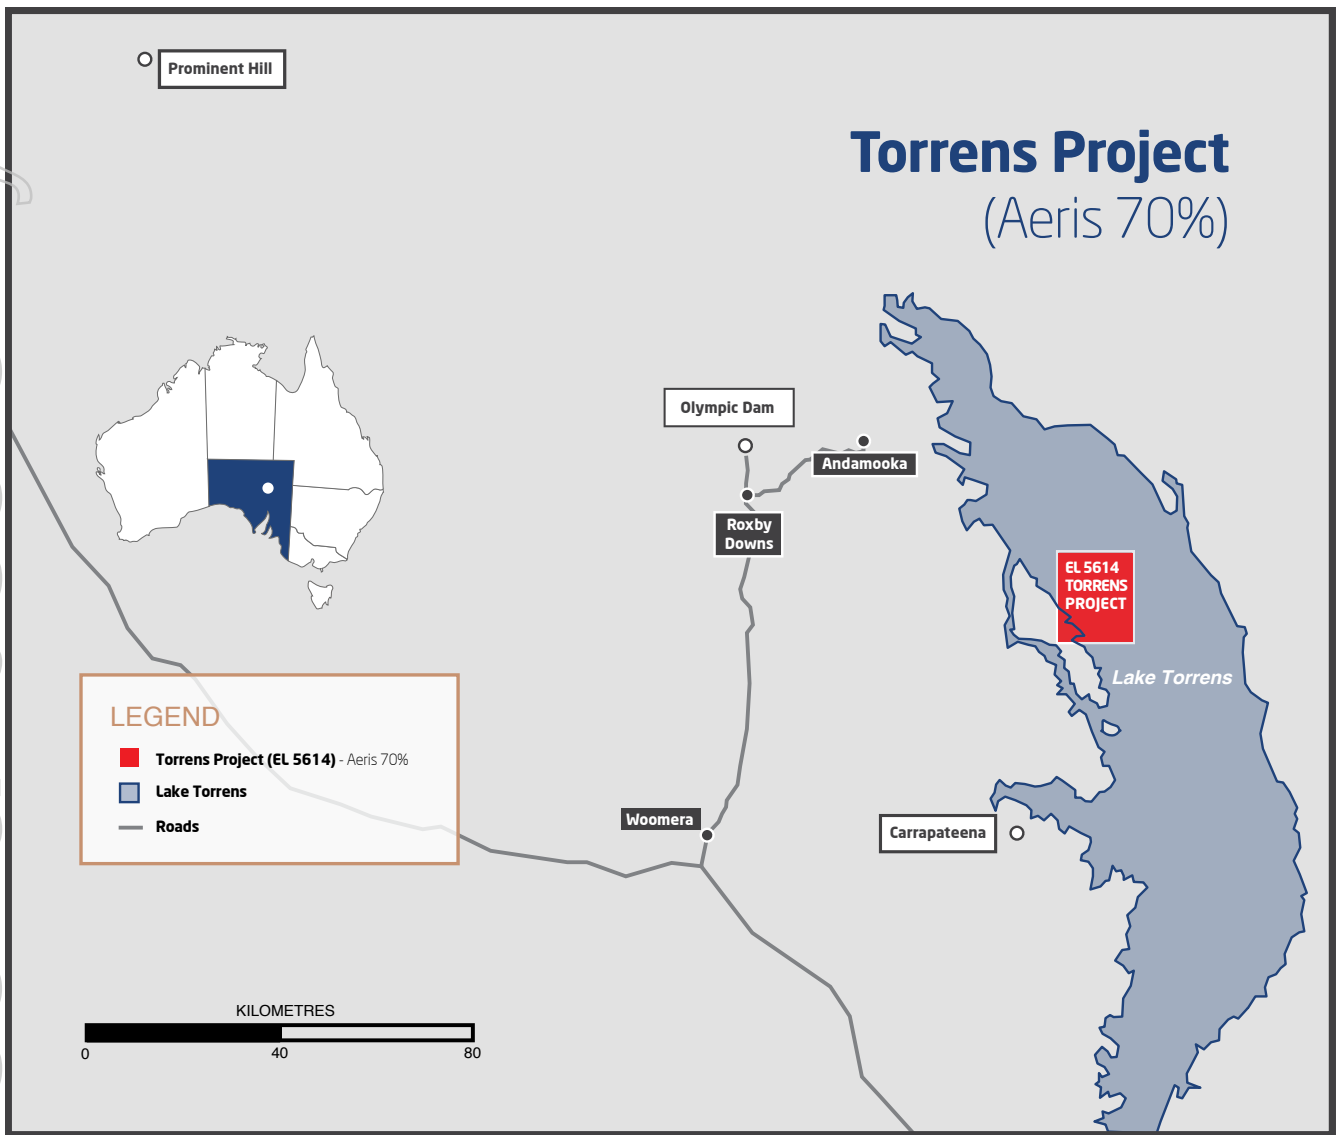 Prominent Hill
Torrens Project
(Aeris 70%)
Olympic Dam
Andamooka
Roxby
Downs
EL 5614
TORRENS
PROJECT
Lake Torrens
LEGEND
Torrens Project (EL 5614) - Aeris 70%
Lake Torrens
Roads
Woomera
Carrapateena
KILOMETRES
0 40 80